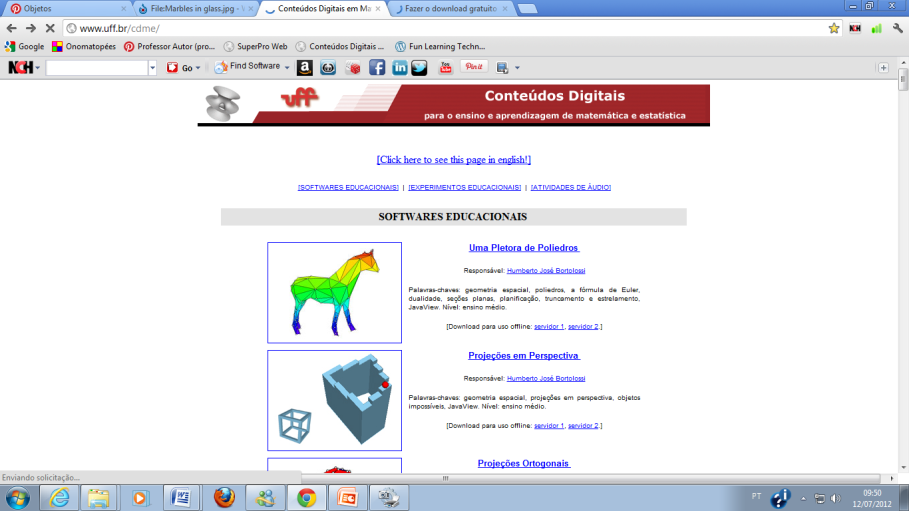 Objetos
File:Marbles in glass.jpg - 
Conteúdos Digitais em Ma
Fazer o download gratuito
www.uff.br/cdme/
Google
Onomatopées
Professor Autor (pro...
SuperPro Web
Conteúdos Digitais ...
Fun Learning Techn...
NCH
Go
Find Software
You Tube
Pin it
uff
Conteúdos Digitais
para o ensino e aprendizagem de matemática e estatística
[Click here to see this page in english!]
[SOFTWARES EDUCACIONAIS] | [EXPERIMENTOS EDUCACIONAIS] | [ATIVIDADES DE ÁUDIO]
SOFTWARES EDUCACIONAIS
Uma Pletora de Poliedros
Responsável: Humberto José Bortolossi
Palavras-chaves: geometria espacial, poliedros, a fórmula de Euler,
dualidade, seções planas, planificação, truncamento e estrelamento,
JavaView. Nível: ensino médio.
[Download para uso offline: servidor 1, servidor 2.]
Projeções em Perspectiva
Responsável: Humberto José Bortolossi
Palavras-chaves: geometria espacial, projeções em perspectiva, objetos
impossíveis, JavaView. Nível: ensino médio.
[Download para uso offline: servidor 1, servidor 2.]
Projeções Ortogonais
Enviando solicitação...
PT
09:50
12/07/2012